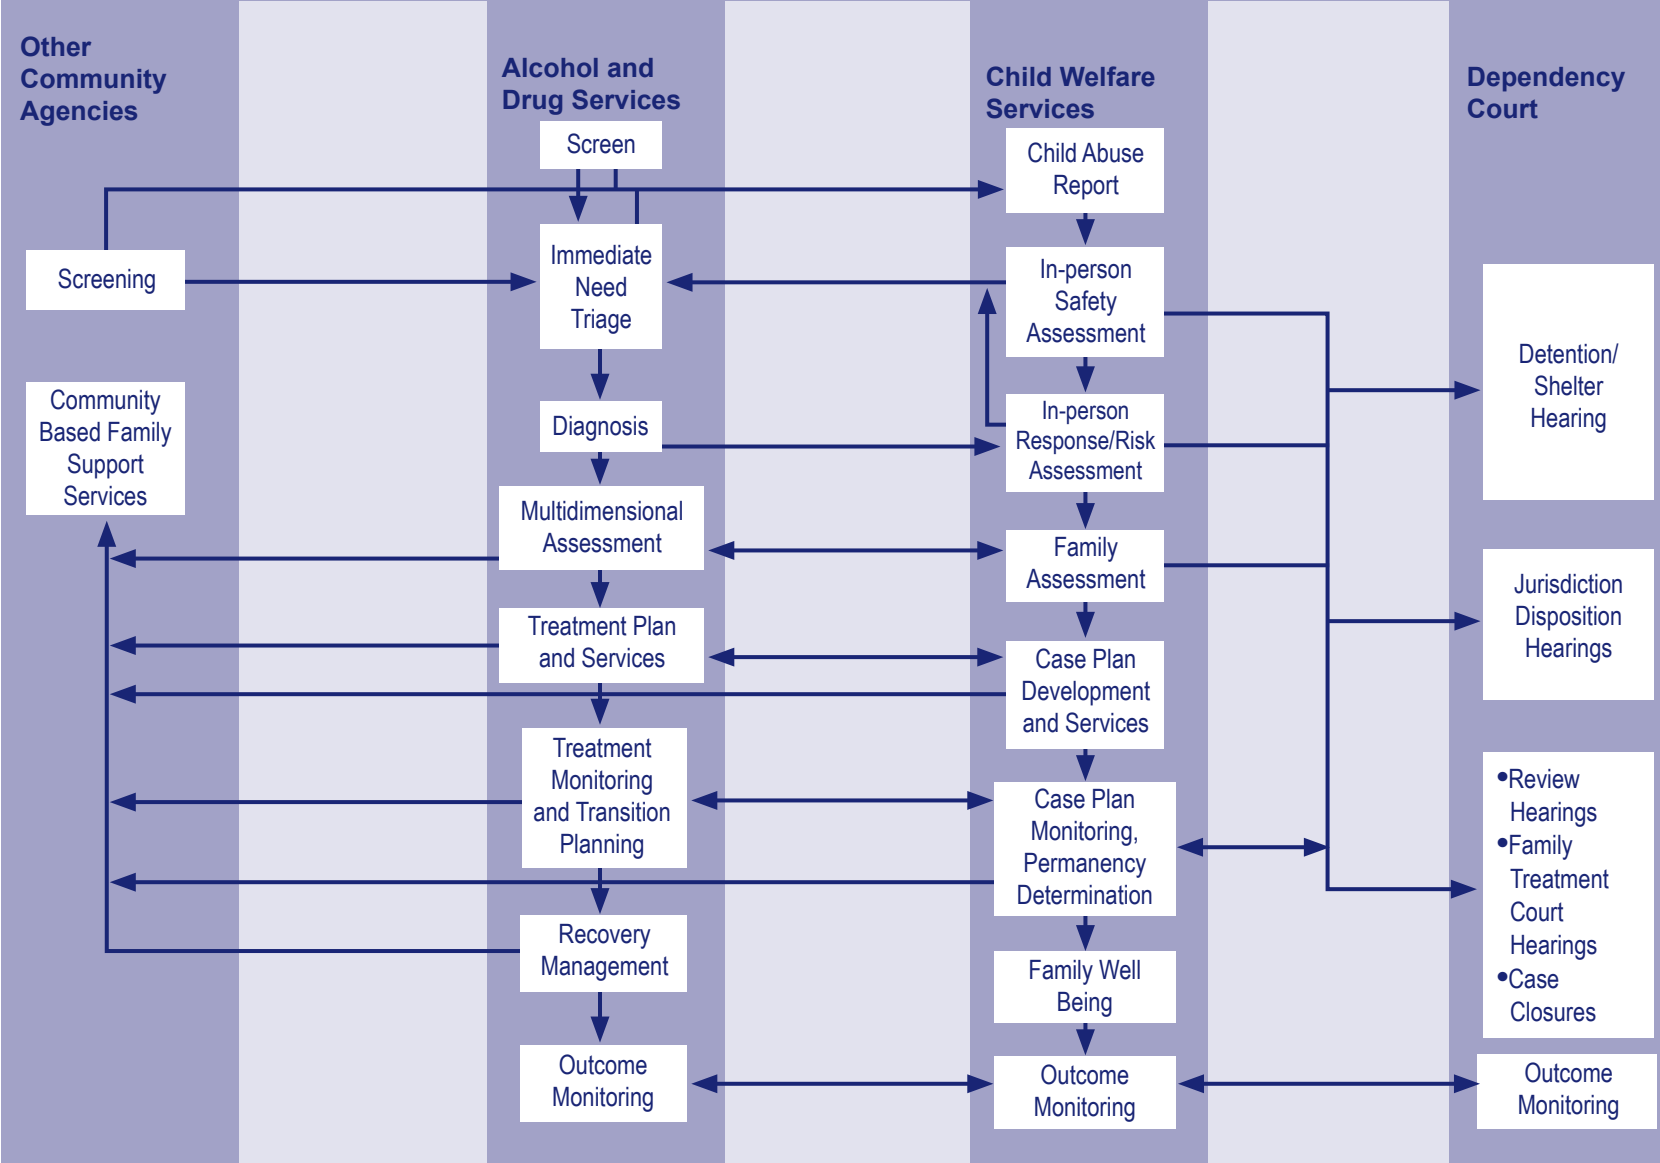 Other
Community
Agencies
Screening
Community
Based Family
Support
Services
Alcohol and
Drug Services
Screen
Immediate
Need
Triage
Diagnosis
Multidimensional
Assessment
Treatment Plan
and Services
Treatment
Monitoring
and Transition
Planning
Recovery
Management
Outcome
Monitoring
Child Welfare
Services
Child Abuse
Report
In-person
Safety
Assessment
In-person
Response/Risk
Assessment
Family
Assessment
Case Plan
Development
and Services
Case Plan
Monitoring,
Permanency
Determination
Family Well
Being
Outcome
Monitoring
Dependency
Court
Detention/
Shelter
Hearing
Jurisdiction
Disposition
Hearings
•Review
Hearings
•Family
Treatment
Court
Hearings
•Case
Closures
Outcome
Monitoring